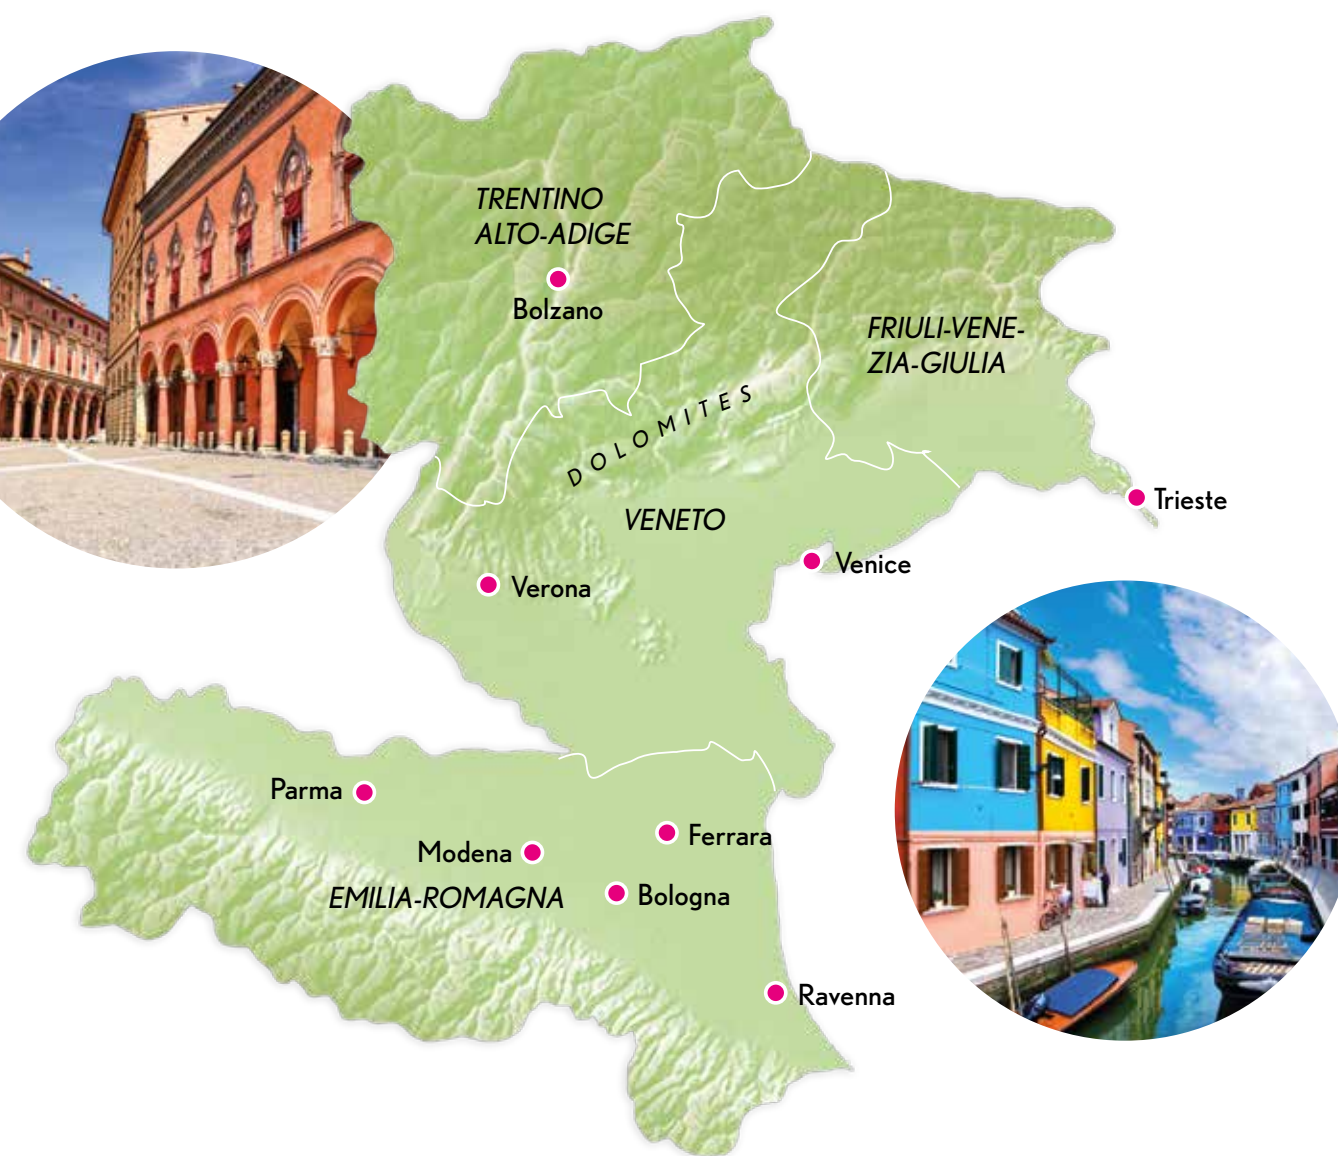 TRENTINO
ALTO-ADIGE
Bolzano
FRIULI-VENE-
ZIA-GIULIA
DOLOMITES
VENETO
Trieste
Venice
Verona
Parma
Ferrara
Modena
EMILIA-ROMAGNA
Bologna
Ravenna